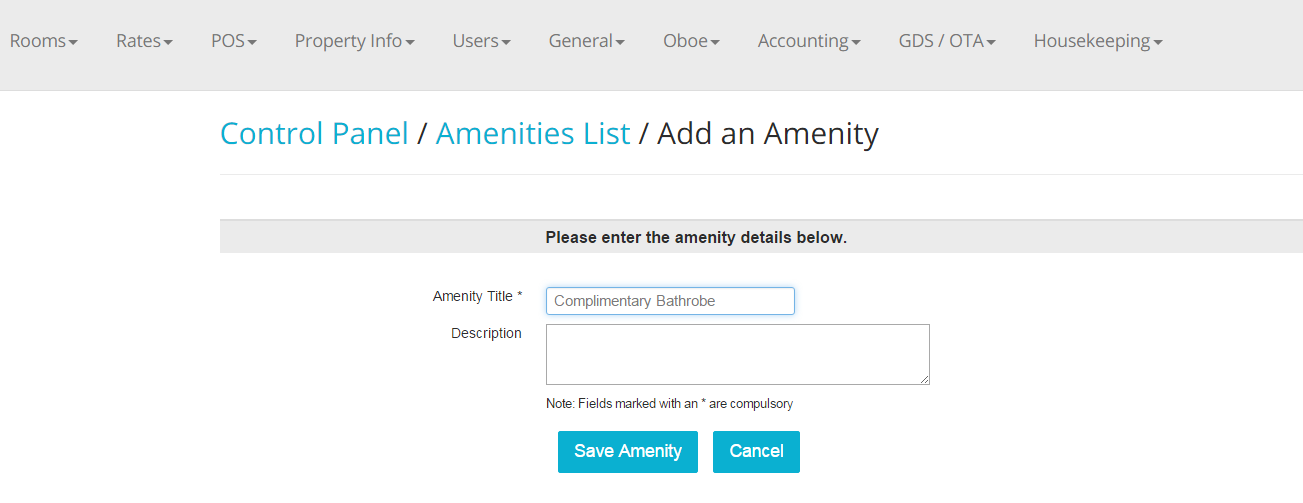 Rooms Rates POS Property Info Users General Oboe Accounting GDS / OTA Housekeeping
Control Panel / Amenities List / Add an Amenity
Please enter the amenity details below.
Amenity Title * Complimentary Bathrobe
Description
Note: Fields marked with an * are compulsory
Save Amenity Cancel